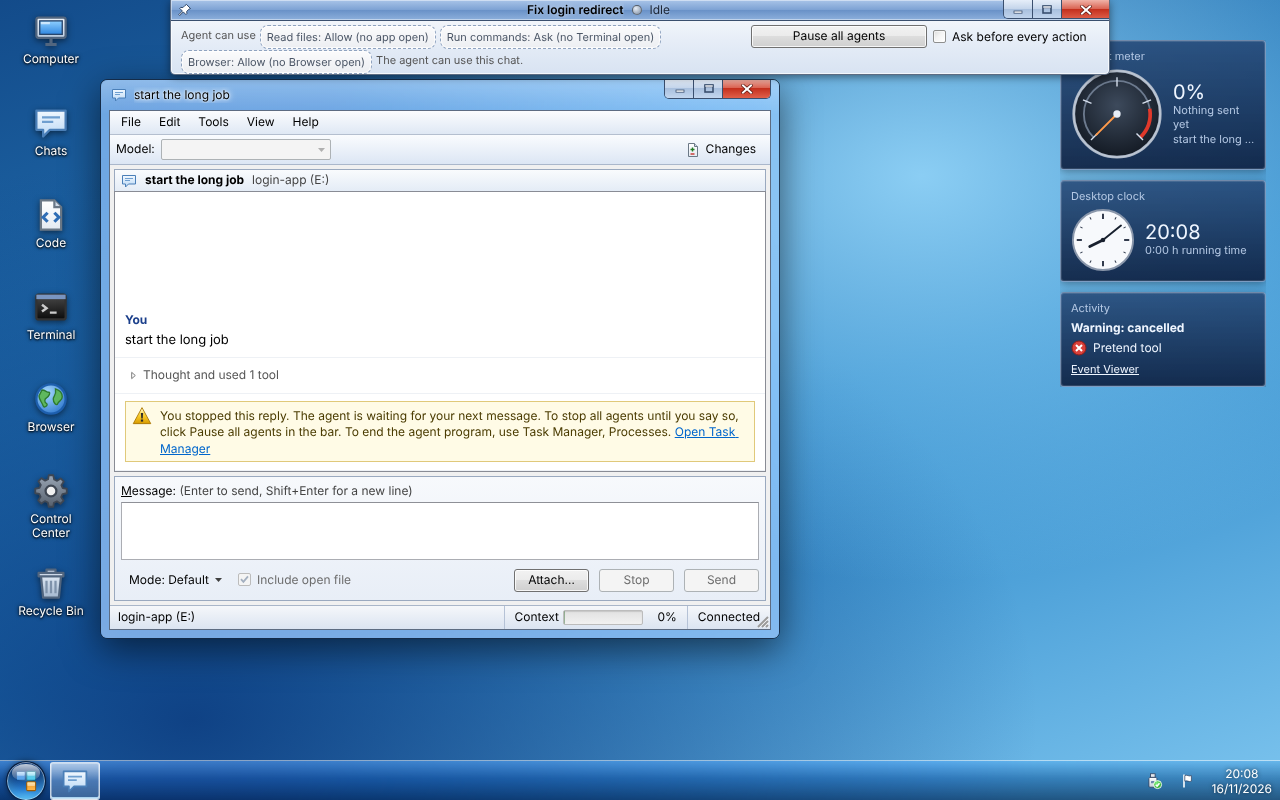 Fix login redirect Idle
Agent can use Read files: Allow (no app open) Run commands: Ask (no Terminal open)
Browser: Allow (no Browser open) The agent can use this chat.
Pause all agents Ask before every action
Computer
Chats
Code
Terminal
Browser
Control
Center
Recycle Bin
start the long job
File Edit Tools View Help
Model: Changes
start the long job login-app (E:)
You
start the long job
Thought and used 1 tool
You stopped this reply. The agent is waiting for your next message. To stop all agents until you say so,
click Pause all agents in the bar. To end the agent program, use Task Manager, Processes. Open Task
Manager
Message: (Enter to send, Shift+Enter for a new line)
Mode: Default Include open file Attach... Stop Send
login-app (E:) Context 0% Connected
meter
0%
Nothing sent
yet
start the long ...
Desktop clock
20:08
0:00 h running time
Activity
Warning: cancelled
Pretend tool
Event Viewer
20:08
16/11/2026